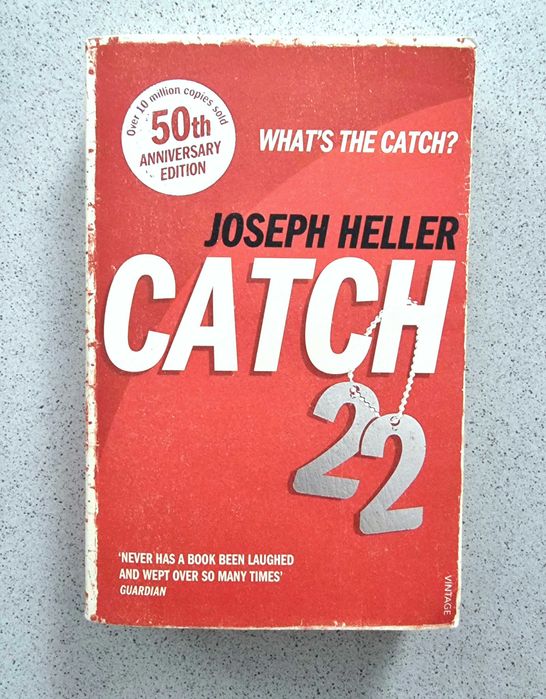 Over 10 million copies sold
50th
ANNIVERSARY
EDITION
WHAT'S THE CATCH?
JOSEPH HELLER
CATCH
22
'NEVER HAS A BOOK BEEN LAUGHED
AND WEPT OVER SO MANY TIMES'
GUARDIAN
VINTAGE